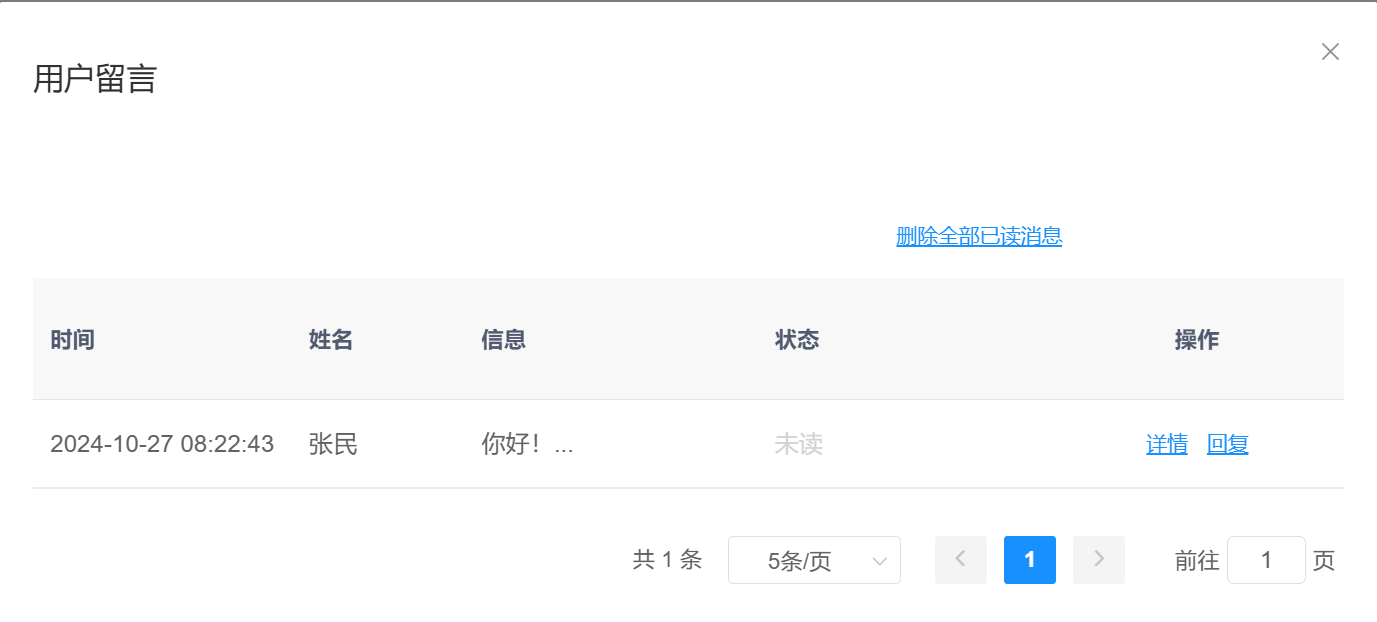 用户留言
删除全部已读消息
时间 姓名 信息 状态 操作
2024-10-27 08:22:43 张民 你好！... 未读 详情 回复
共 1 条 5条/页 1 前往 1 页